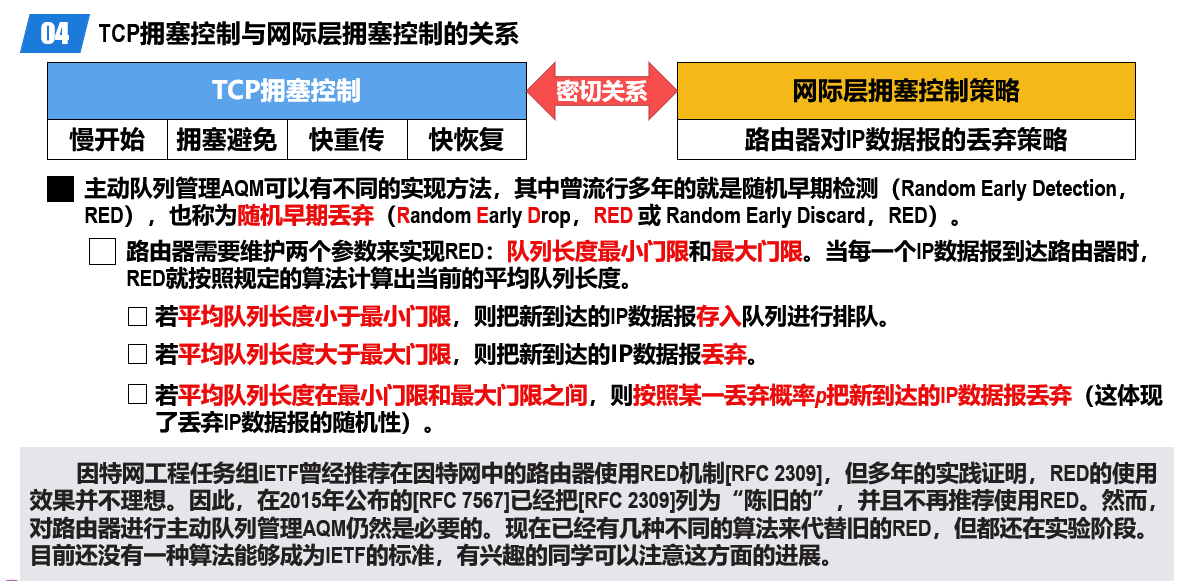 04 TCP拥塞控制与网际层拥塞控制的关系
TCP拥塞控制 密切关系 网际层拥塞控制策略
慢开始 拥塞避免 快重传 快恢复 路由器对IP数据报的丢弃策略
主动队列管理AQM可以有不同的实现方法，其中曾流行多年的就是随机早期检测（Random Early Detection，
RED），也称为随机早期丢弃（Random Early Drop，RED 或 Random Early Discard，RED）。
路由器需要维护两个参数来实现RED：队列长度最小门限和最大门限。当每一个IP数据报到达路由器时，
RED就按照规定的算法计算出当前的平均队列长度。
若平均队列长度小于最小门限，则把新到达的IP数据报存入队列进行排队。
若平均队列长度大于最大门限，则把新到达的IP数据报丢弃。
若平均队列长度在最小门限和最大门限之间，则按照某一丢弃概率p把新到达的IP数据报丢弃（这体现
了丢弃IP数据报的随机性）。
因特网工程任务组IETF曾经推荐在因特网中的路由器使用RED机制[RFC 2309]，但多年的实践证明，RED的使用
效果并不理想。因此，在2015年公布的[RFC 7567]已经把[RFC 2309]列为“陈旧的”，并且不再推荐使用RED。然而，
对路由器进行主动队列管理AQM仍然是必要的。现在已经有几种不同的算法来代替旧的RED，但都还在实验阶段。
目前还没有一种算法能够成为IETF的标准，有兴趣的同学可以注意这方面的进展。